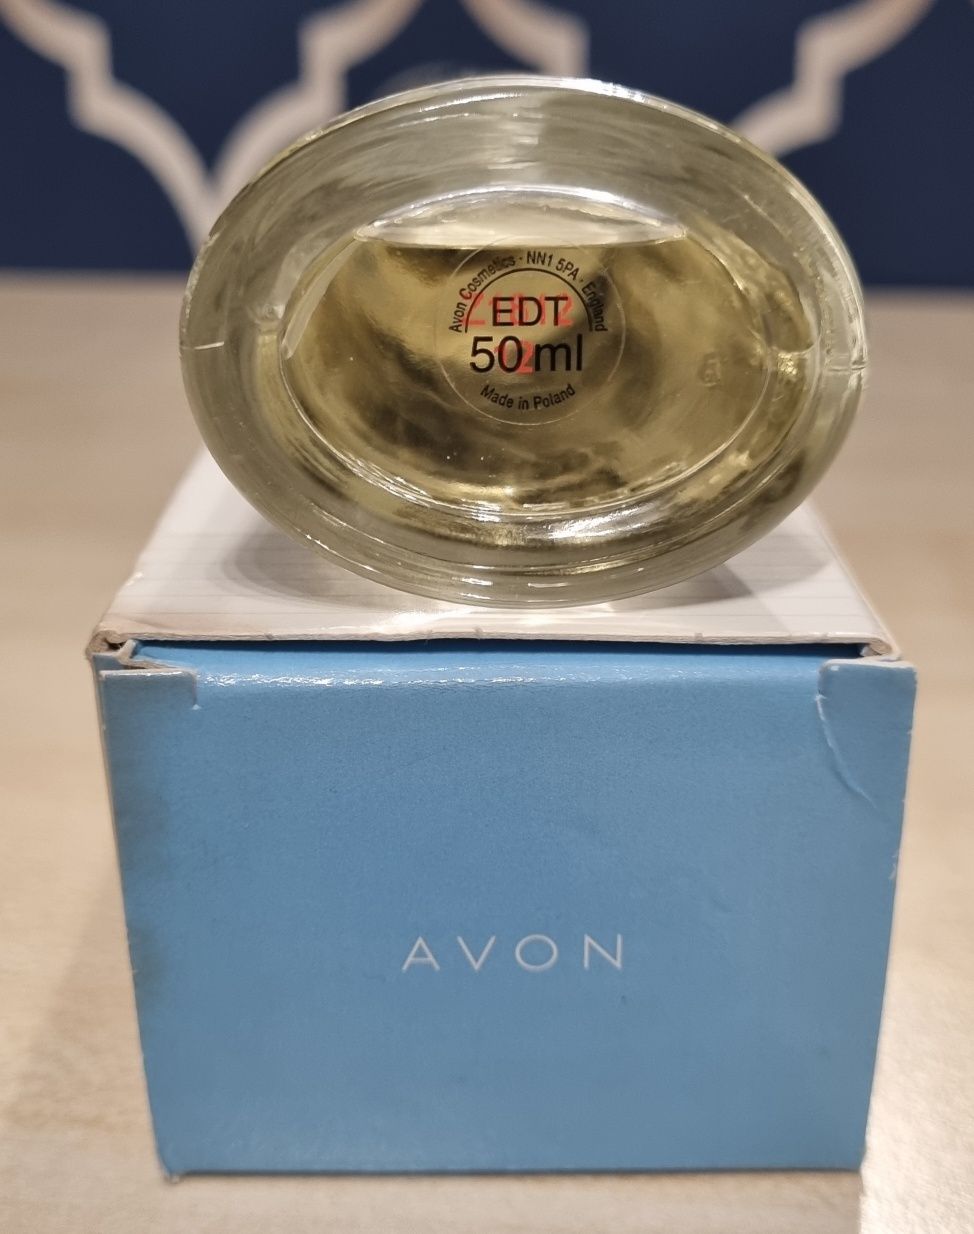 Avon Cosmetics · NN1 5PA · England
EDT
50ml
Made in Poland
AVON